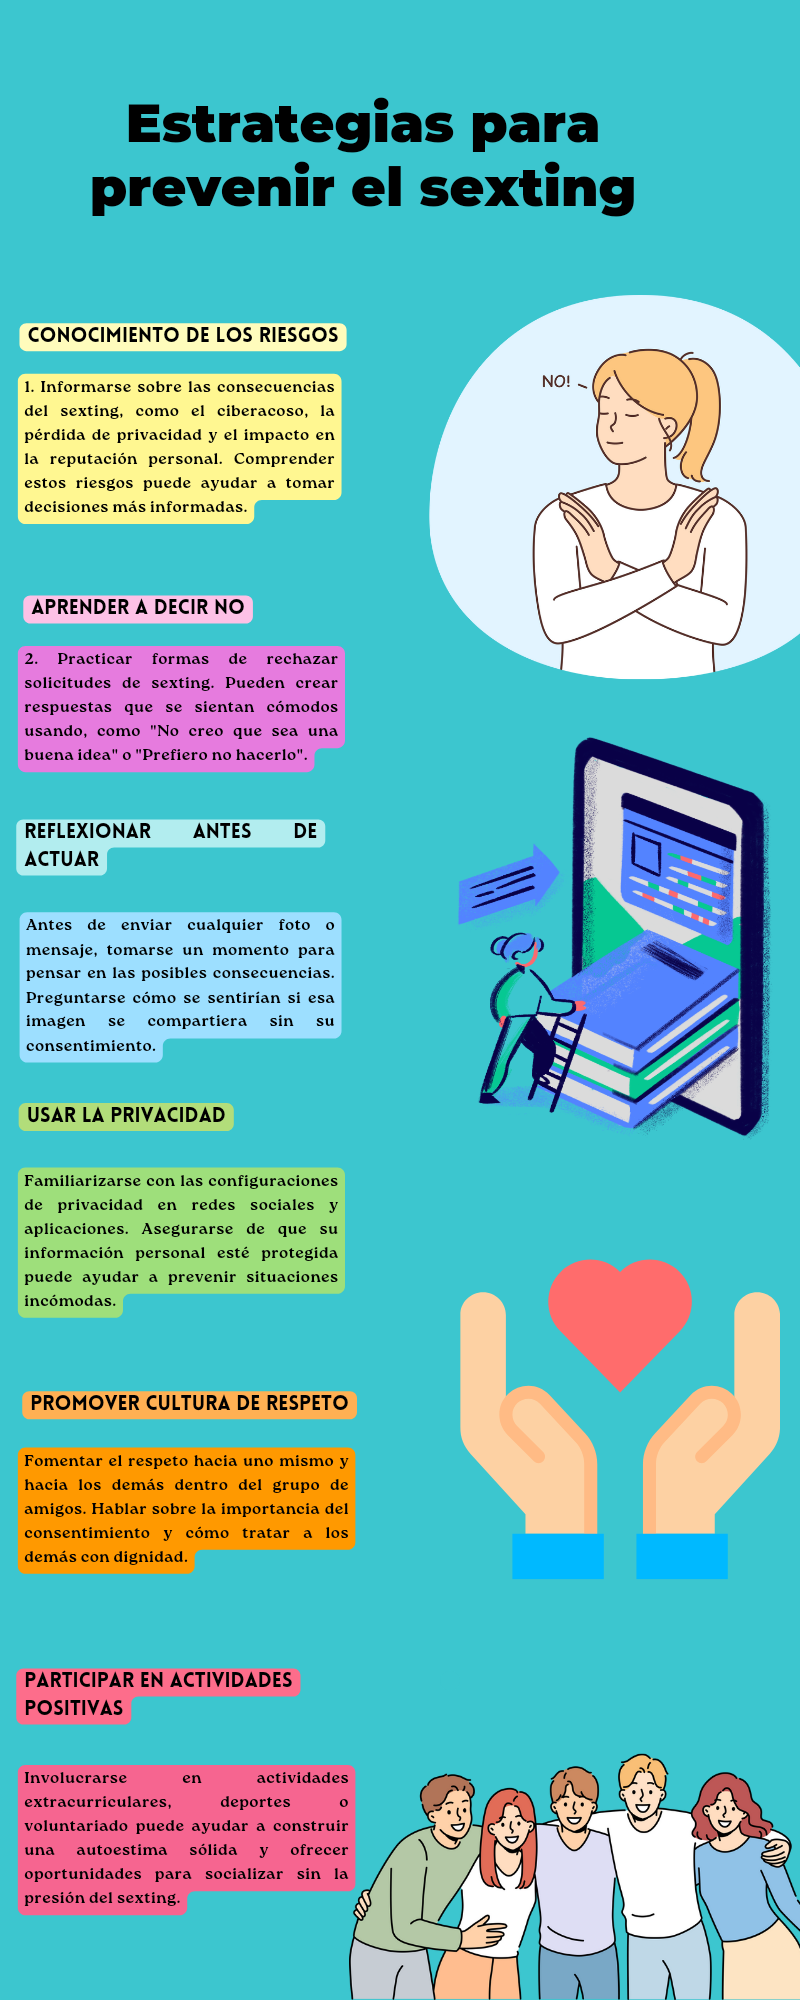 Estrategias para
prevenir el sexting
CONOCIMIENTO DE LOS RIESGOS
1. Informarse sobre las consecuencias
del sexting, como el ciberacoso, la
pérdida de privacidad y el impacto en
la reputación personal. Comprender
estos riesgos puede ayudar a tomar
decisiones más informadas.
NO!
APRENDER A DECIR NO
2. Practicar formas de rechazar
solicitudes de sexting. Pueden crear
respuestas que se sientan cómodos
usando, como "No creo que sea una
buena idea" o "Prefiero no hacerlo".
REFLEXIONAR ANTES DE
ACTUAR
Antes de enviar cualquier foto o
mensaje, tomarse un momento para
pensar en las posibles consecuencias.
Preguntarse cómo se sentirían si esa
imagen se compartiera sin su
consentimiento.
USAR LA PRIVACIDAD
Familiarizarse con las configuraciones
de privacidad en redes sociales y
aplicaciones. Asegurarse de que su
información personal esté protegida
puede ayudar a prevenir situaciones
incómodas.
PROMOVER CULTURA DE RESPETO
Fomentar el respeto hacia uno mismo y
hacia los demás dentro del grupo de
amigos. Hablar sobre la importancia del
consentimiento y cómo tratar a los
demás con dignidad.
PARTICIPAR EN ACTIVIDADES
POSITIVAS
Involucrarse en actividades
extracurriculares, deportes o
voluntariado puede ayudar a construir
una autoestima sólida y ofrecer
oportunidades para socializar sin la
presión del sexting.